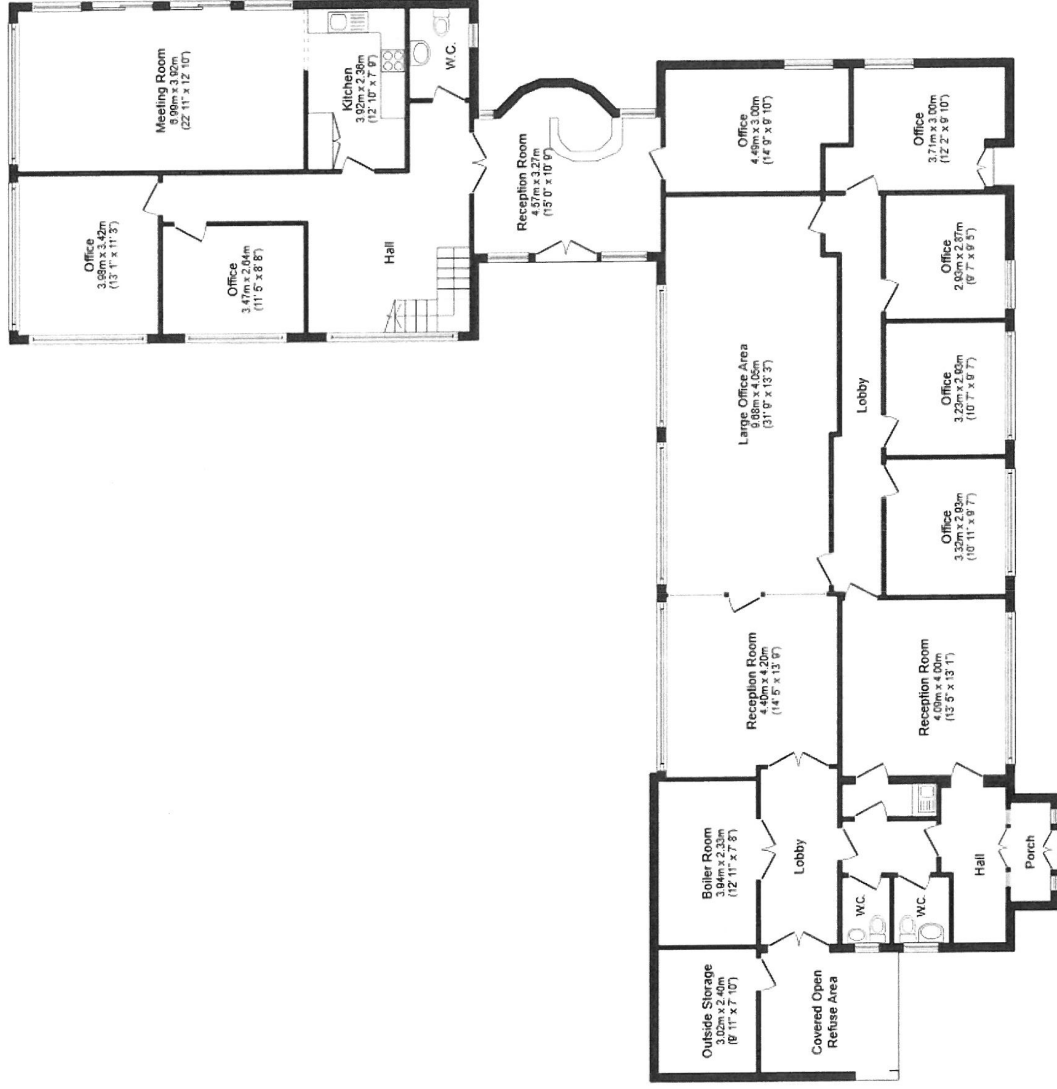 Meeting Room
6.99m x 3.92m
(22' 11" x 12' 10")
Kitchen
3.92m x 2.36m
(12' 10" x 7' 9")
W.C.
Office
3.98m x 3.42m
(13' 1" x 11' 3")
Office
3.47m x 2.64m
(11' 5" x 8' 8")
Hall
Reception Room
4.57m x 3.27m
(15' 0" x 10' 9")
Office
4.49m x 3.00m
(14' 9" x 9' 10")
Office
3.71m x 3.00m
(12' 2" x 9' 10")
Large Office Area
9.68m x 4.05m
(31' 9" x 13' 3")
Lobby
Office
2.93m x 2.87m
(9' 7" x 9' 5")
Office
3.23m x 2.93m
(10' 7" x 9' 7")
Office
3.32m x 2.93m
(10' 11" x 9' 7")
Reception Room
4.40m x 4.20m
(14' 5" x 13' 9")
Reception Room
4.09m x 4.00m
(13' 5" x 13' 1")
Boiler Room
3.94m x 2.33m
(12' 11" x 7' 8")
Lobby
W.C.
W.C.
Hall
Porch
Outside Storage
3.02m x 2.40m
(9' 11" x 7' 10")
Covered Open
Refuse Area